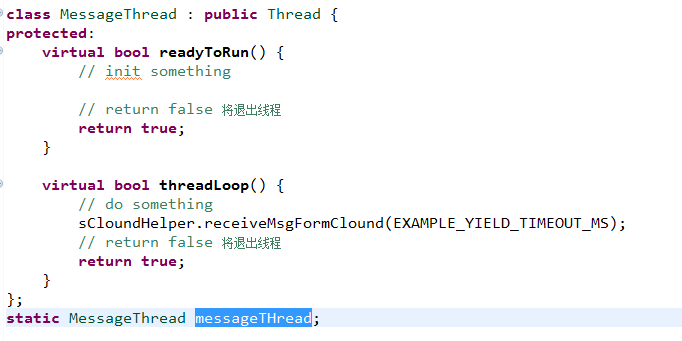 class MessageThread : public Thread {
protected:
    virtual bool readyToRun() {
        // init something

        // return false 将退出线程
        return true;
    }

    virtual bool threadLoop() {
        // do something
        sCloundHelper.receiveMsgFormClound(EXAMPLE_YIELD_TIMEOUT_MS);
        // return false 将退出线程
        return true;
    }
};
static MessageThread messageTHread;